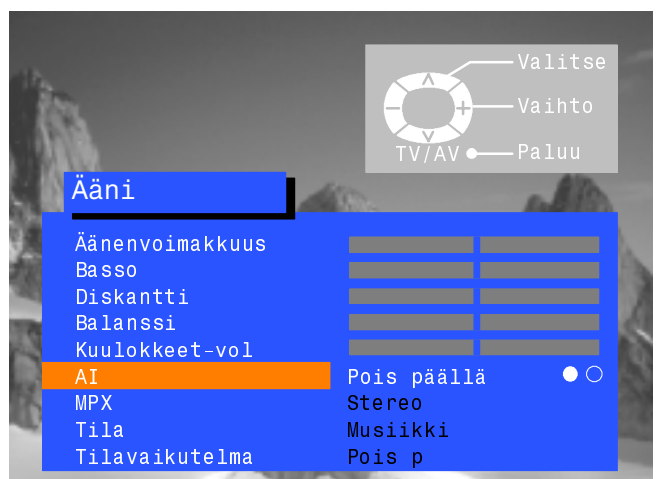 Valitse
Vaihto
TV/AV Paluu
Ääni
Äänenvoimakkuus
Basso
Diskantti
Balanssi
Kuulokkeet-vol
AI Pois päällä
MPX Stereo
Tila Musiikki
Tilavaikutelma Pois p